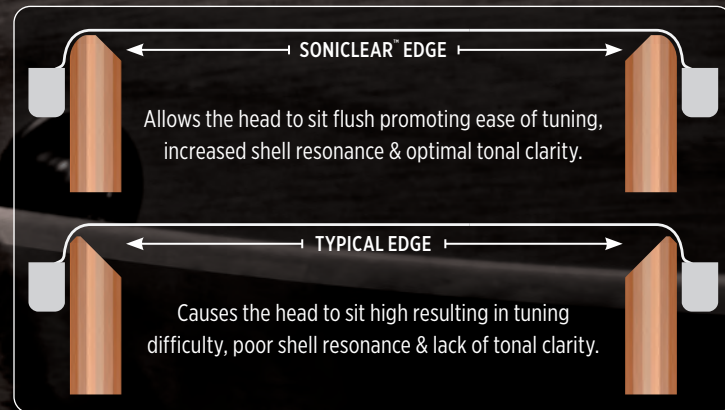 SONICLEAR™ EDGE
Allows the head to sit flush promoting ease of tuning,
increased shell resonance & optimal tonal clarity.
TYPICAL EDGE
Causes the head to sit high resulting in tuning
difficulty, poor shell resonance & lack of tonal clarity.